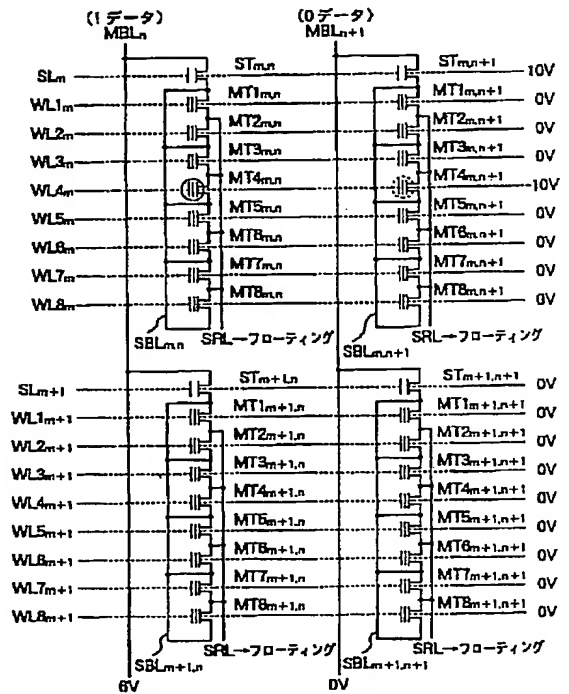 (1データ) (0データ)
MBLn MBLn+1
SLm STm,n STm,n+1 10V
WL1m MT1m,n MT1m,n+1 0V
WL2m MT2m,n MT2m,n+1 0V
WL3m MT3m,n MT3m,n+1 0V
WL4m MT4m,n MT4m,n+1 10V
WL5m MT5m,n MT5m,n+1 0V
WL6m MT6m,n MT6m,n+1 0V
WL7m MT7m,n MT7m,n+1 0V
WL8m MT8m,n MT8m,n+1 0V
SBLm,n SRL→フローティング SBLm,n+1 SRL→フローティング
SLm+1 STm+1,n STm+1,n+1 0V
WL1m+1 MT1m+1,n MT1m+1,n+1 0V
WL2m+1 MT2m+1,n MT2m+1,n+1 0V
WL3m+1 MT3m+1,n MT3m+1,n+1 0V
WL4m+1 MT4m+1,n MT4m+1,n+1 0V
WL5m+1 MT5m+1,n MT5m+1,n+1 0V
WL6m+1 MT6m+1,n MT6m+1,n+1 0V
WL7m+1 MT7m+1,n MT7m+1,n+1 0V
WL8m+1 MT8m+1,n MT8m+1,n+1 0V
SBLm+1,n SRL→フローティング SBLm+1,n+1 SRL→フローティング
6V 0V